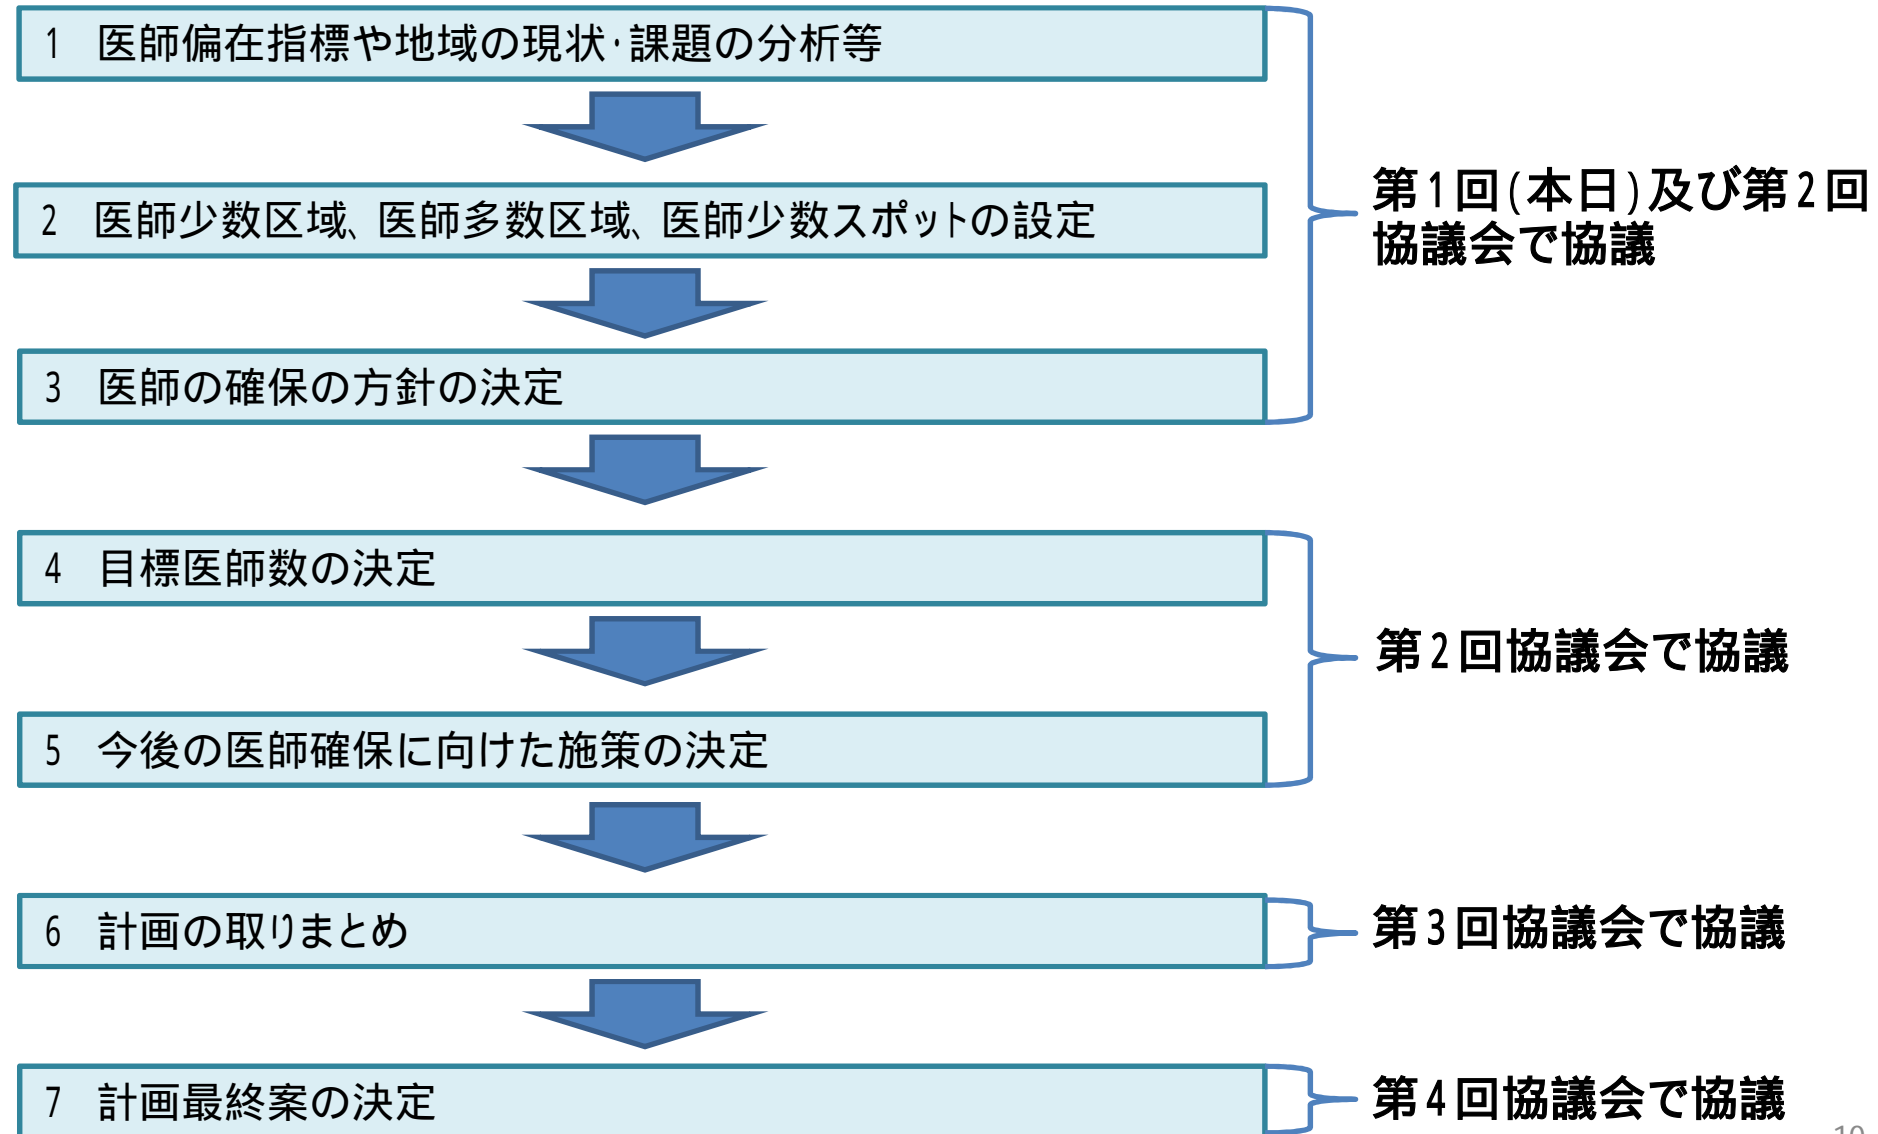 1 医師偏在指標や地域の現状･課題の分析等
2 医師少数区域、医師多数区域、医師少数スポットの設定
第1回(本日)及び第2回
協議会で協議
3 医師の確保の方針の決定
4 目標医師数の決定
第2回協議会で協議
5 今後の医師確保に向けた施策の決定
6 計画の取りまとめ
第3回協議会で協議
7 計画最終案の決定
第4回協議会で協議